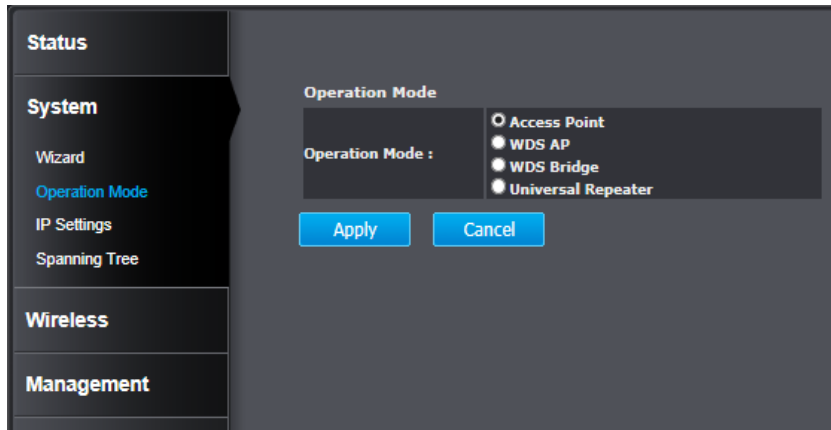 Status
System
Wizard
Operation Mode
IP Settings
Spanning Tree
Wireless
Management
Operation Mode
Operation Mode :
Access Point
WDS AP
WDS Bridge
Universal Repeater
Apply
Cancel